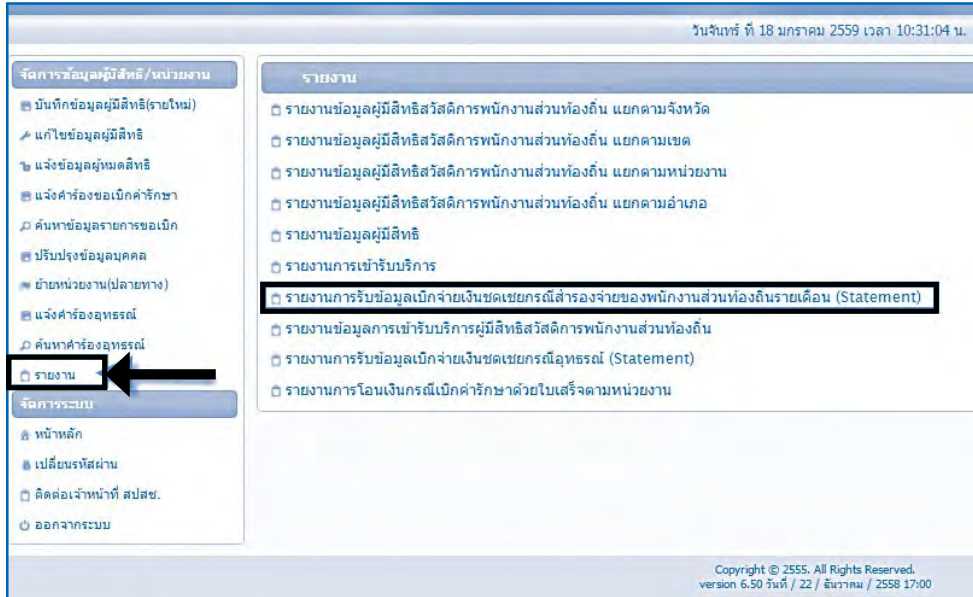 วันจันทร์ ที่ 18 มกราคม 2559 เวลา 10:31:04 น.
จัดการข้อมูลผู้มีสิทธิ/หน่วยงาน
บันทึกข้อมูลผู้มีสิทธิ(รายใหม่)
แก้ไขข้อมูลผู้มีสิทธิ
แจ้งข้อมูลผู้หมดสิทธิ
แจ้งคำร้องขอเบิกค่ารักษา
ค้นหาข้อมูลรายการขอเบิก
ปรับปรุงข้อมูลบุคคล
ย้ายหน่วยงาน(ปลายทาง)
แจ้งคำร้องอุทธรณ์
ค้นหาคำร้องอุทธรณ์
รายงาน
จัดการระบบ
หน้าหลัก
เปลี่ยนรหัสผ่าน
ติดต่อเจ้าหน้าที่ สปสช.
ออกจากระบบ
รายงาน
รายงานข้อมูลผู้มีสิทธิสวัสดิการพนักงานส่วนท้องถิ่น แยกตามจังหวัด
รายงานข้อมูลผู้มีสิทธิสวัสดิการพนักงานส่วนท้องถิ่น แยกตามเขต
รายงานข้อมูลผู้มีสิทธิสวัสดิการพนักงานส่วนท้องถิ่น แยกตามหน่วยงาน
รายงานข้อมูลผู้มีสิทธิสวัสดิการพนักงานส่วนท้องถิ่น แยกตามอำเภอ
รายงานข้อมูลผู้มีสิทธิ
รายงานการเข้ารับบริการ
รายงานการรับข้อมูลเบิกจ่ายเงินชดเชยกรณีสำรองจ่ายของพนักงานส่วนท้องถิ่นรายเดือน (Statement)
รายงานข้อมูลการเข้ารับบริการผู้มีสิทธิสวัสดิการพนักงานส่วนท้องถิ่น
รายงานการรับข้อมูลเบิกจ่ายเงินชดเชยกรณีอุทธรณ์ (Statement)
รายงานการโอนเงินกรณีเบิกค่ารักษาด้วยใบเสร็จตามหน่วยงาน
Copyright © 2555. All Rights Reserved.
version 6.50 วันที่ / 22 / ธันวาคม / 2558 17:00